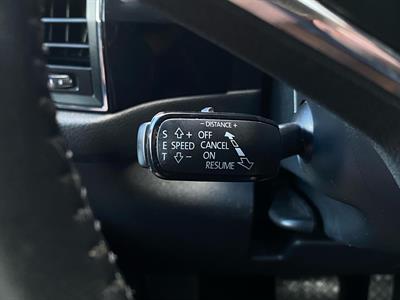 − DISTANCE +
S ⇧+ OFF
E SPEED CANCEL
T ⇩− ON
RESUME